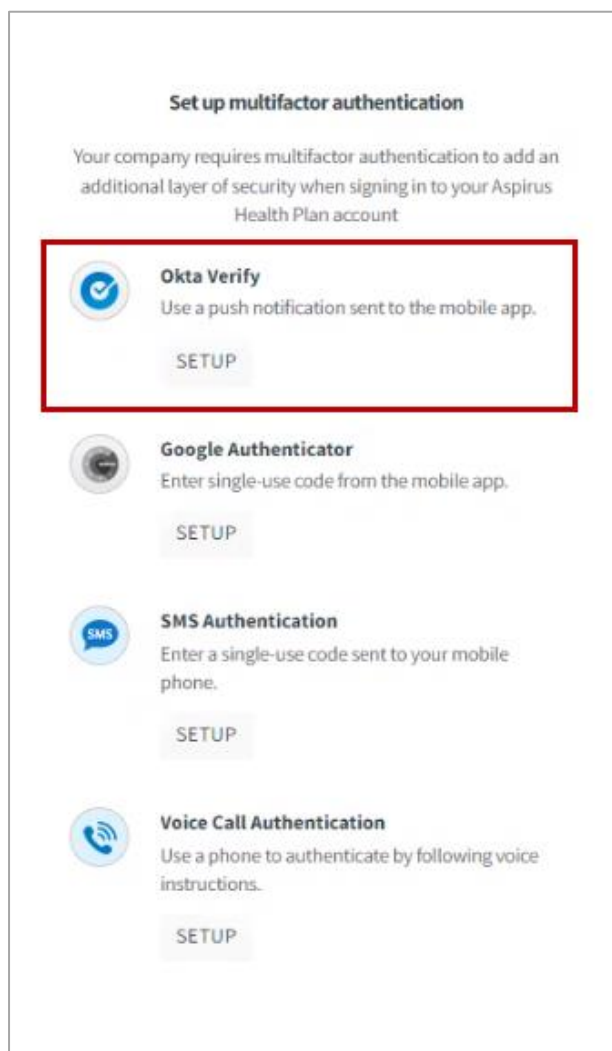 Set up multifactor authentication
Your company requires multifactor authentication to add an
additional layer of security when signing in to your Aspirus
Health Plan account
Okta Verify
Use a push notification sent to the mobile app.
SETUP
Google Authenticator
Enter single-use code from the mobile app.
SETUP
SMS
SMS Authentication
Enter a single-use code sent to your mobile
phone.
SETUP
Voice Call Authentication
Use a phone to authenticate by following voice
instructions.
SETUP